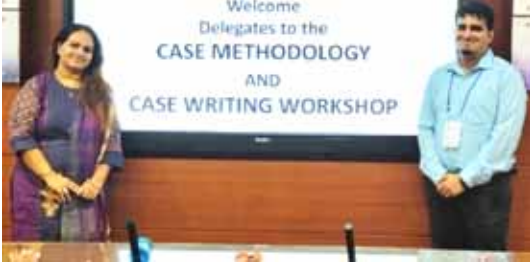 Welcome
Delegates to the
CASE METHODOLOGY
AND
CASE WRITING WORKSHOP